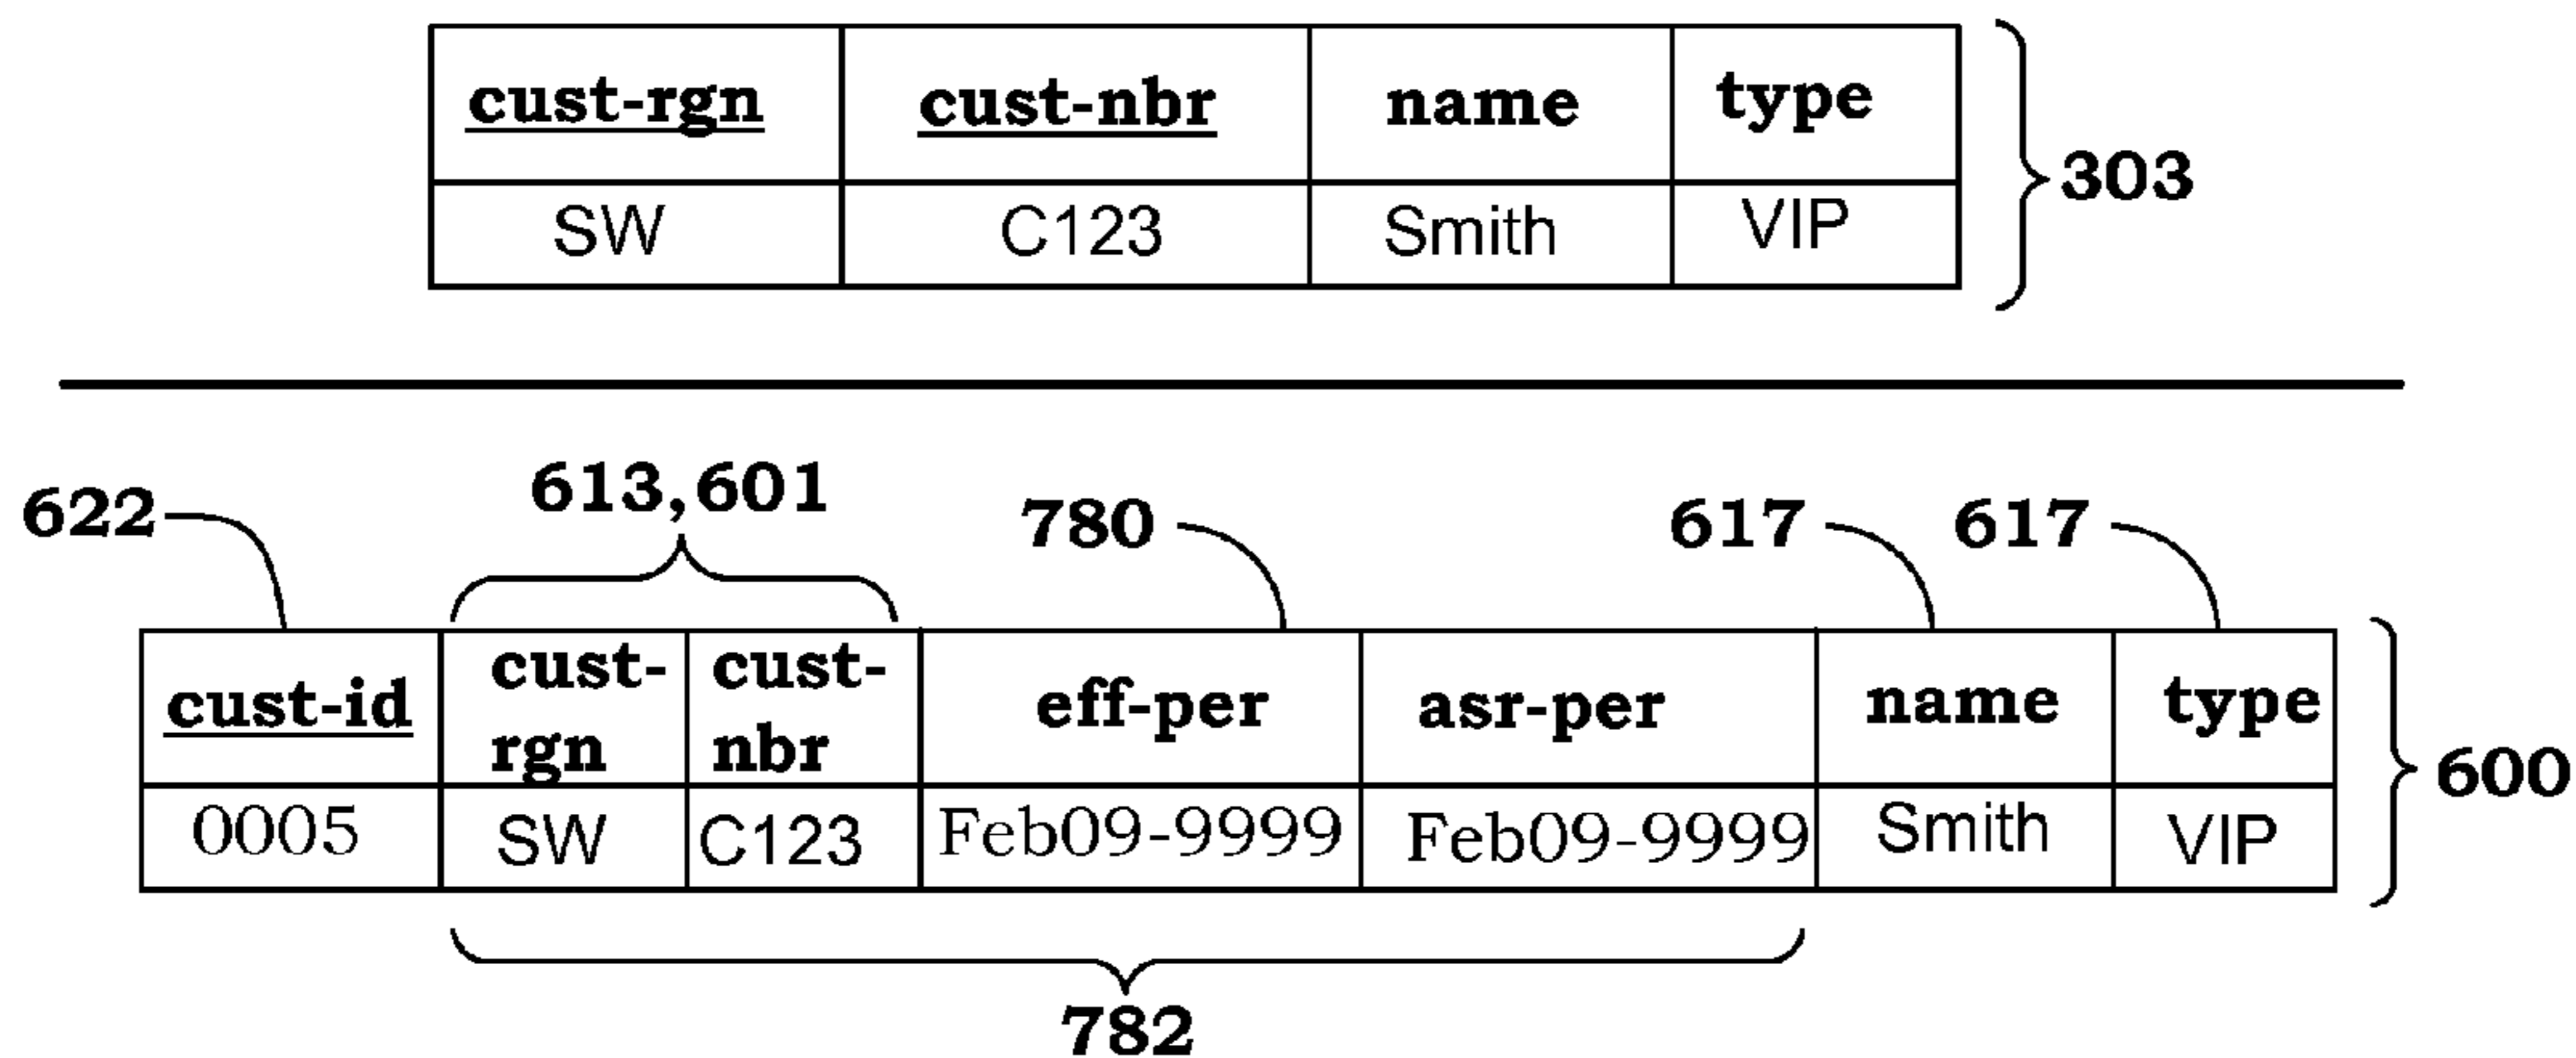 cust-rgn cust-nbr name type
SW C123 Smith VIP
303
622 613,601 780 617 617
cust-id cust-rgn cust-nbr eff-per asr-per name type
0005 SW C123 Feb09-9999 Feb09-9999 Smith VIP
600
782